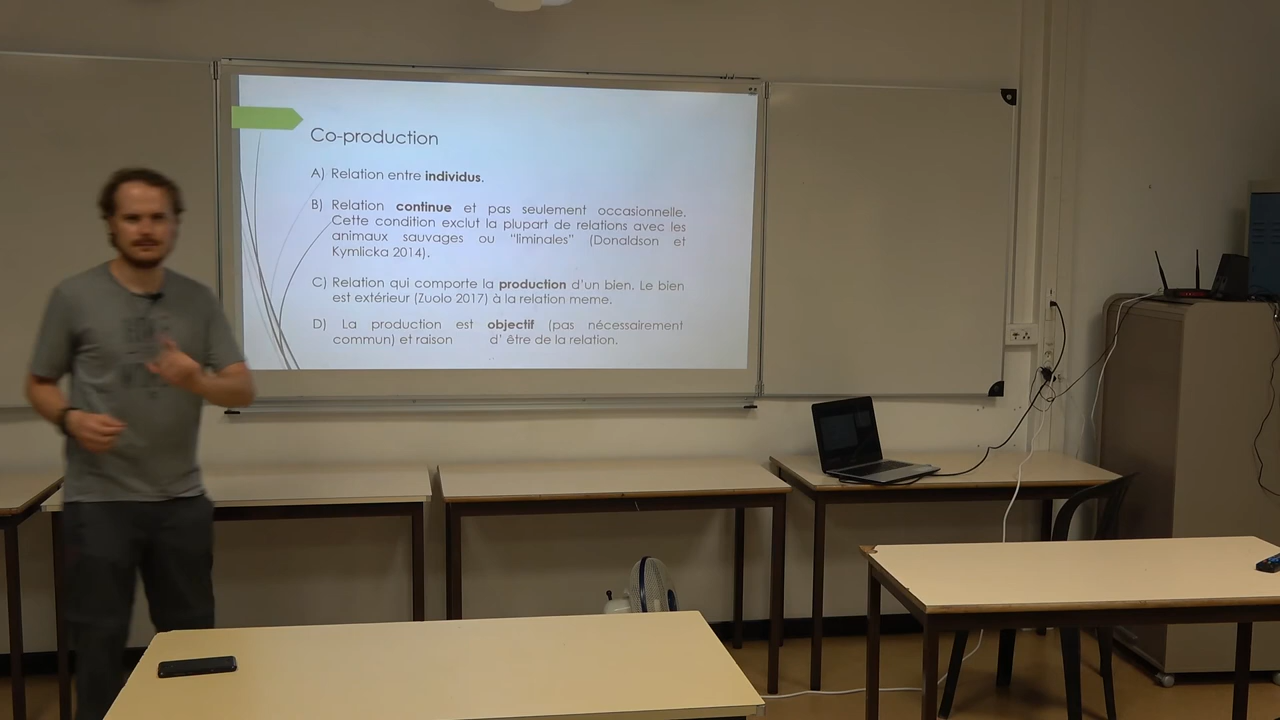 Co-production
A) Relation entre individus.
B) Relation continue et pas seulement occasionnelle.
Cette condition exclut la plupart de relations avec les
animaux sauvages ou “liminales” (Donaldson et
Kymlicka 2014).
C) Relation qui comporte la production d’un bien. Le bien
est extérieur (Zuolo 2017) à la relation meme.
D) La production est objectif (pas nécessairement
commun) et raison d’ être de la relation.